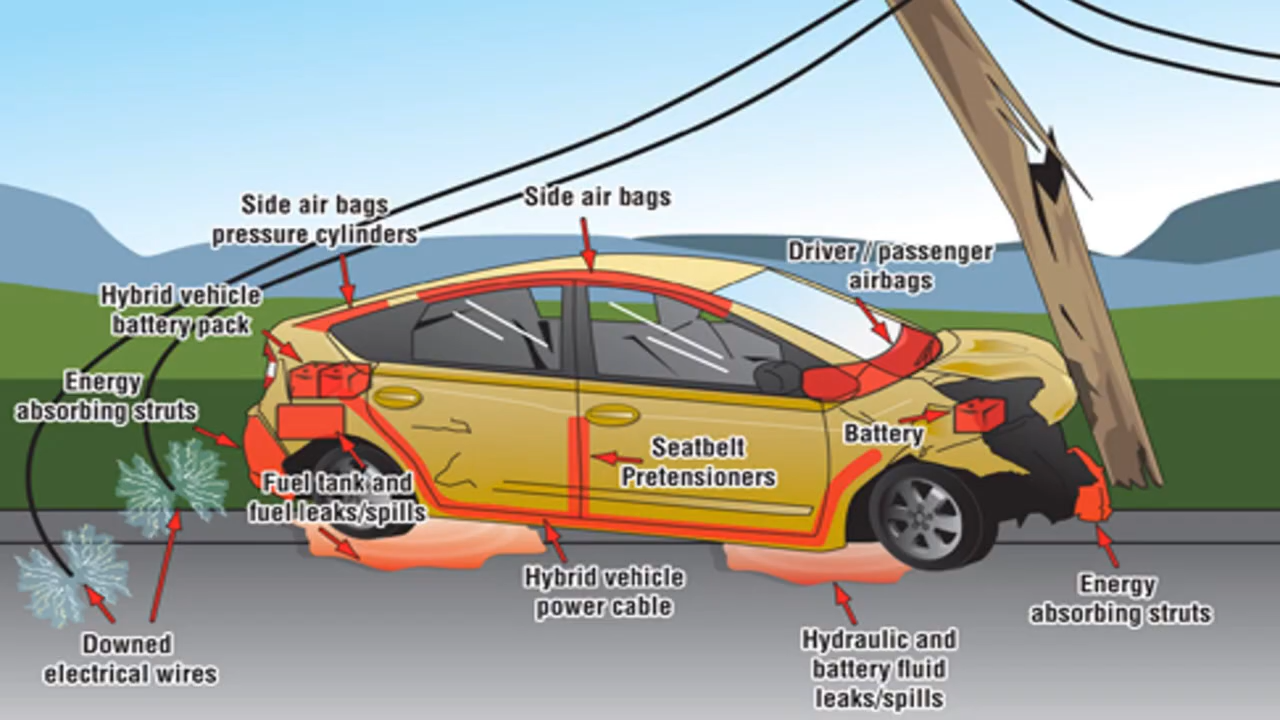 Side air bags
pressure cylinders
Side air bags
Driver / passenger
airbags
Hybrid vehicle
battery pack
Energy
absorbing struts
Battery
Seatbelt
Pretensioners
Fuel tank and
fuel leaks/spills
Hybrid vehicle
power cable
Energy
absorbing struts
Downed
electrical wires
Hydraulic and
battery fluid
leaks/spills